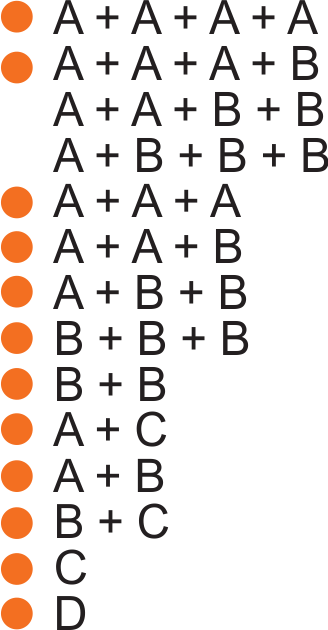 A + A + A + A
A + A + A + B
A + A + B + B
A + B + B + B
A + A + A
A + A + B
A + B + B
B + B + B
B + B
A + C
A + B
B + C
C
D